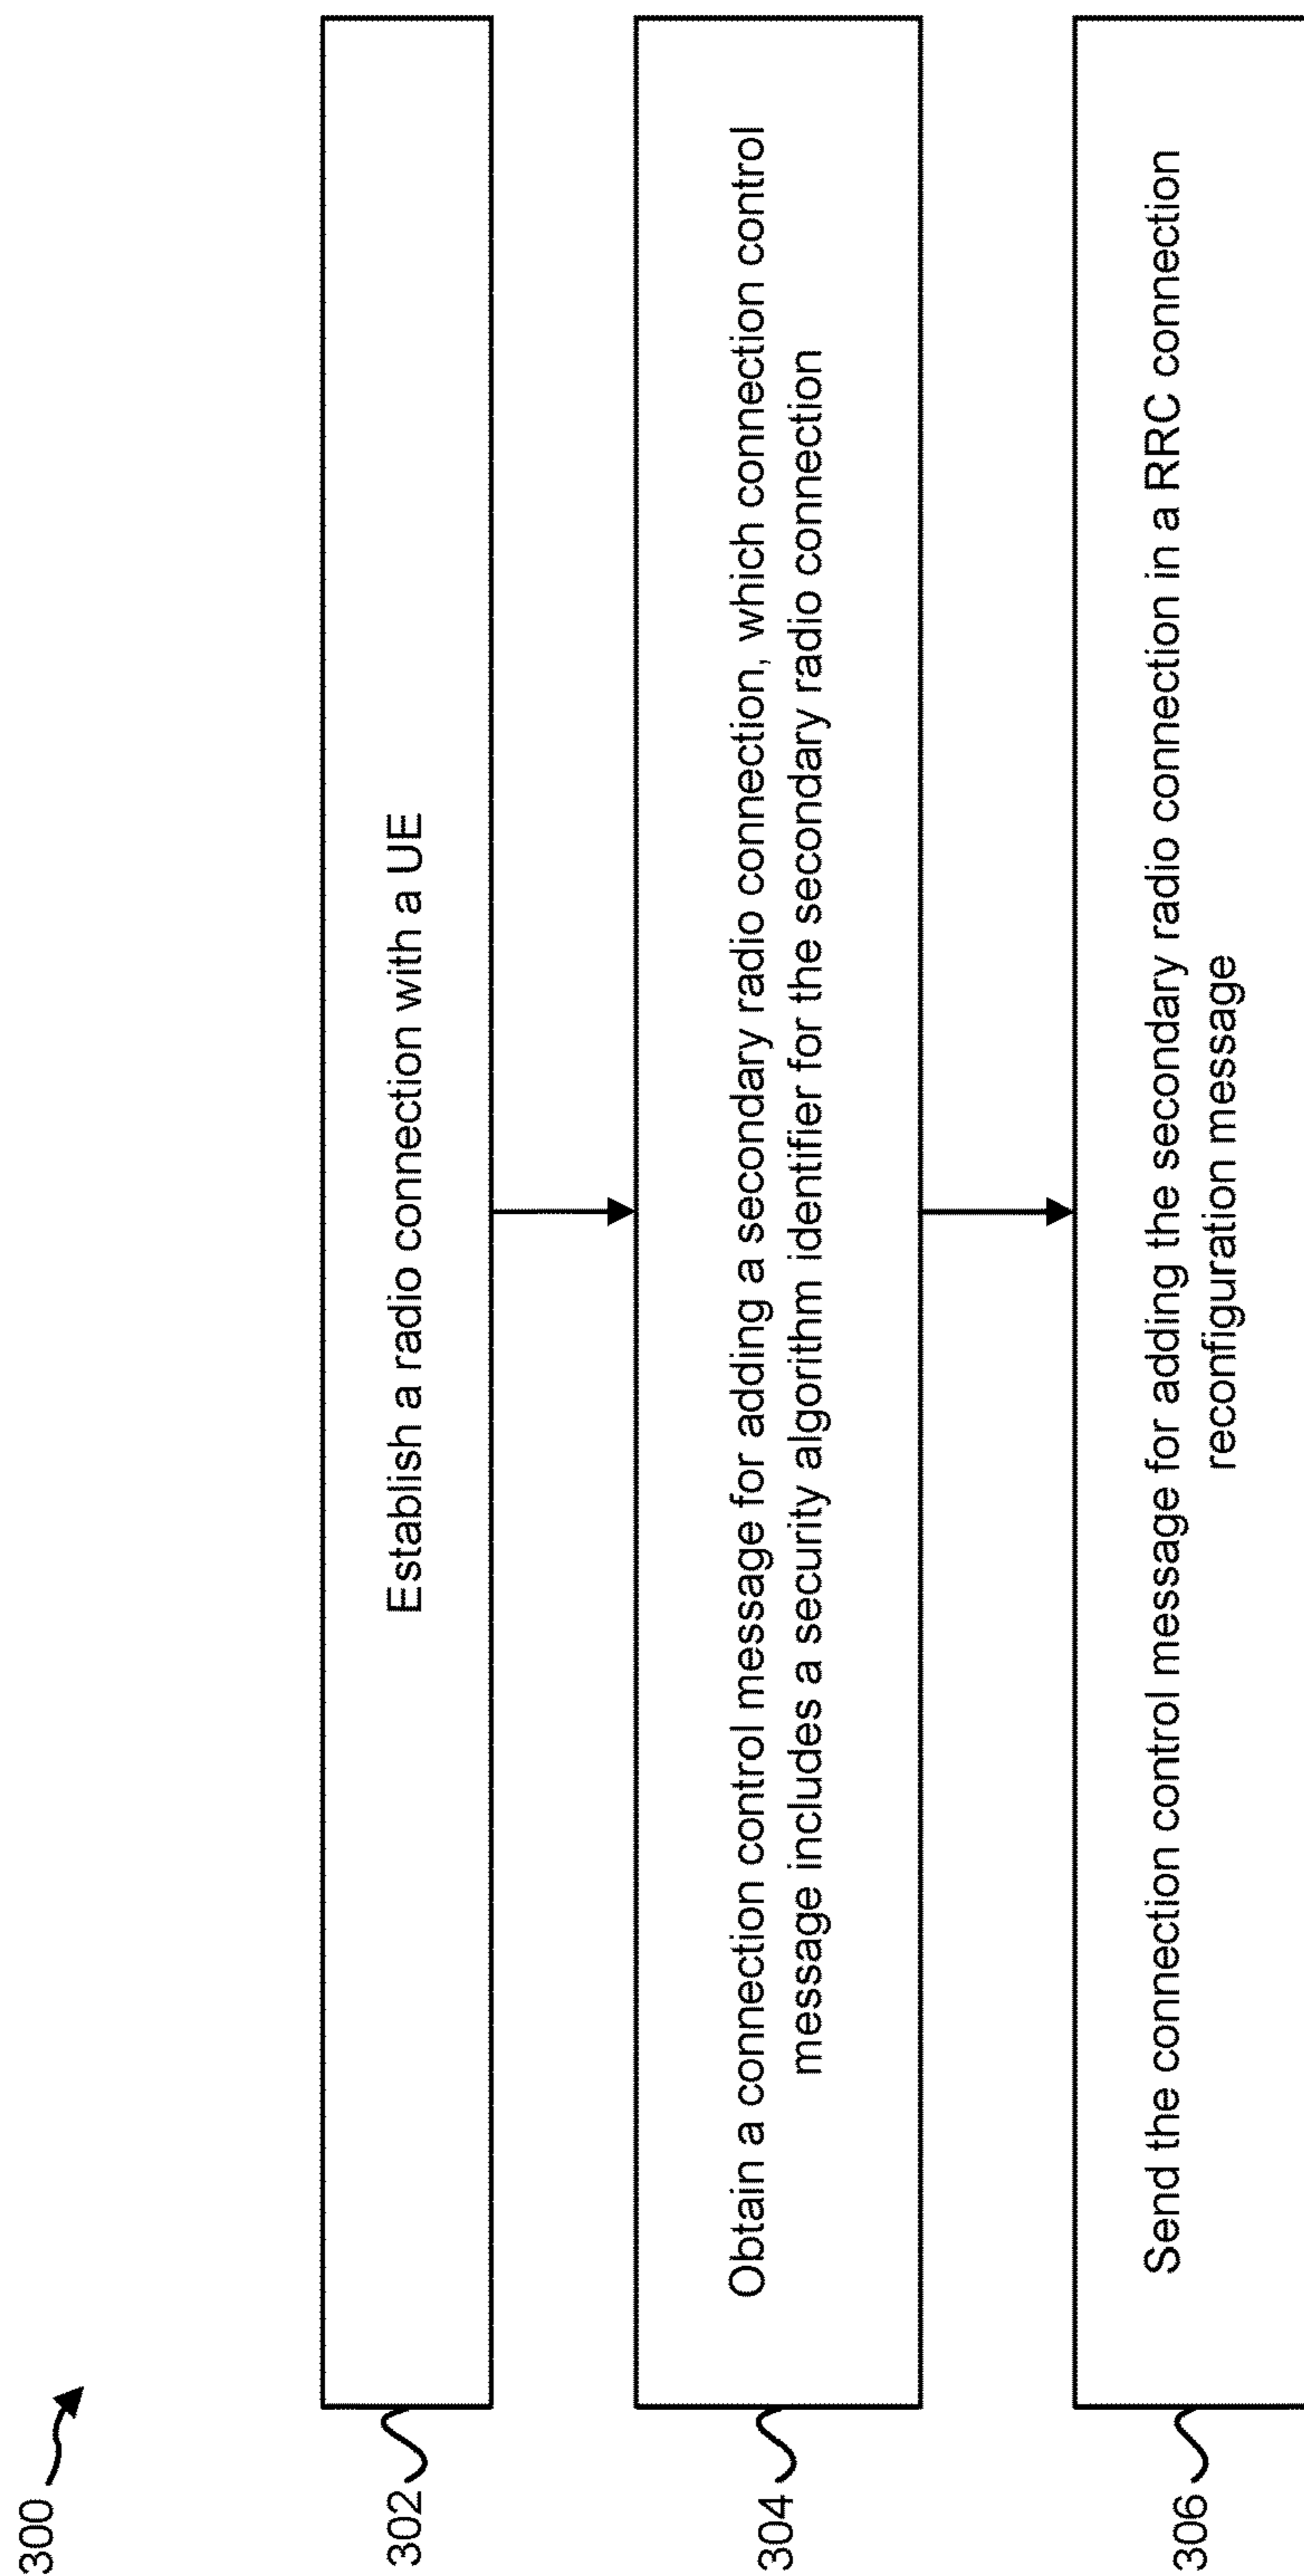 300
302
Establish a radio connection with a UE
304
Obtain a connection control message for adding a secondary radio connection, which connection control
message includes a security algorithm identifier for the secondary radio connection
306
Send the connection control message for adding the secondary radio connection in a RRC connection
reconfiguration message